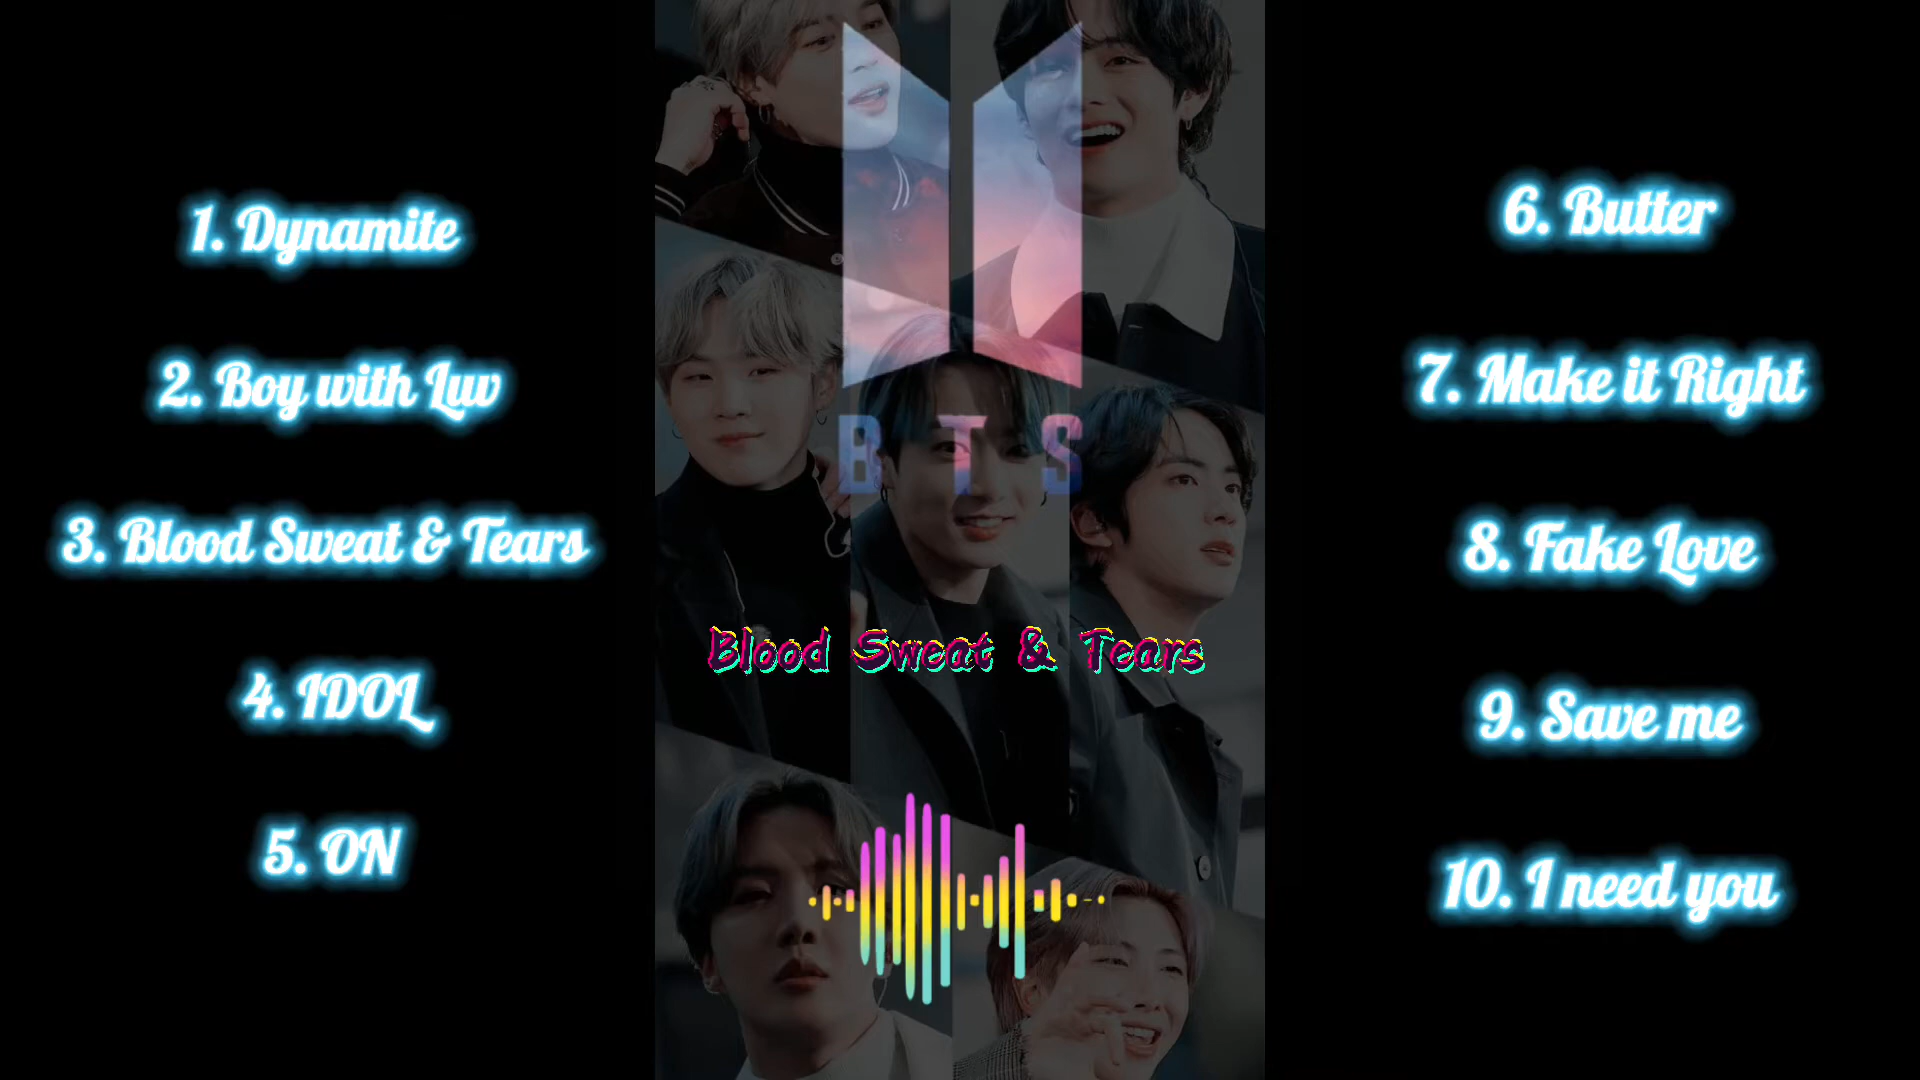 1. Dynamite
2. Boy with Luv
3. Blood Sweat & Tears
4. IDOL
5. ON
BTS
Blood Sweat & Tears
6. Butter
7. Make it Right
8. Fake Love
9. Save me
10. I need you